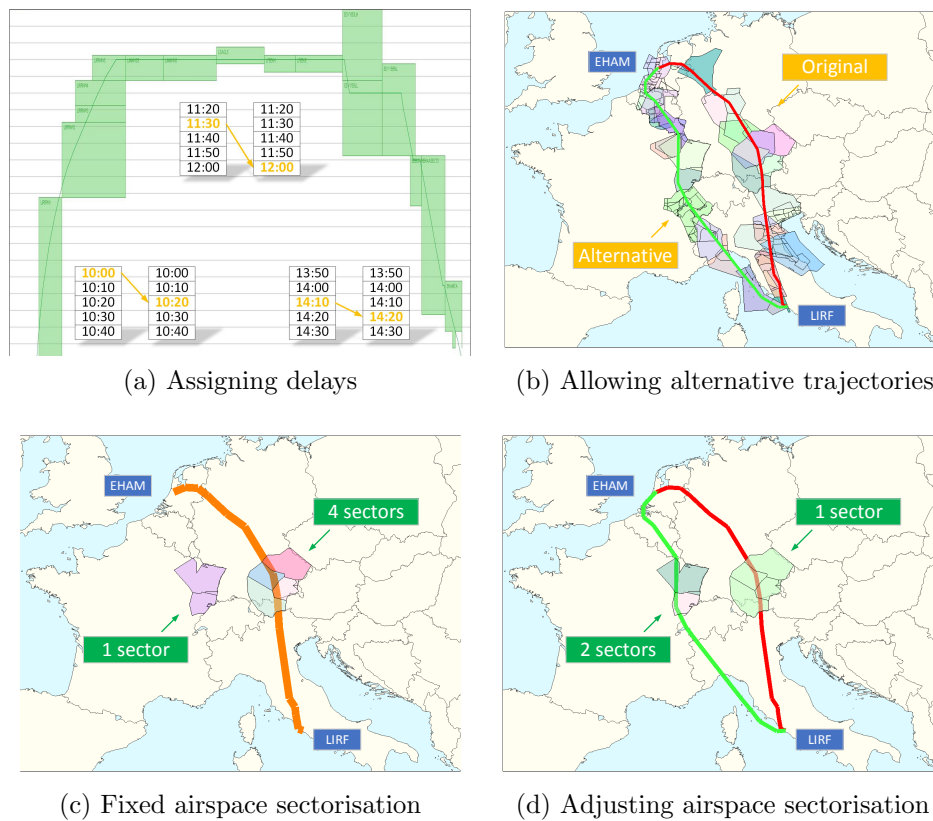 11:20
11:30
11:40
11:50
12:00
11:20
11:30
11:40
11:50
12:00
10:00
10:10
10:20
10:30
10:40
10:00
10:10
10:20
10:30
10:40
13:50
14:00
14:10
14:20
14:30
13:50
14:00
14:10
14:20
14:30
(a) Assigning delays
EHAM
Original
Alternative
LIRF
(b) Allowing alternative trajectories
EHAM
4 sectors
1 sector
LIRF
(c) Fixed airspace sectorisation
EHAM
1 sector
2 sectors
LIRF
(d) Adjusting airspace sectorisation